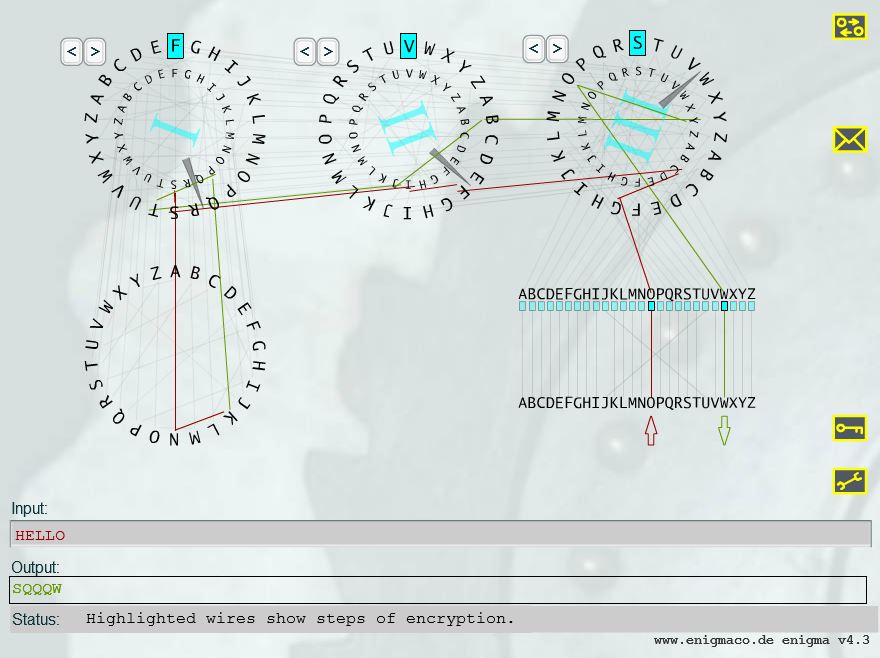 < >
F G H I J K L M N O P Q R S T U V W X Y Z A B C D E
F G H I J K L M N O P Q R S T U V W X Y Z A B C D E
I
< >
V W X Y Z A B C D E F G H I J K L M N O P Q R S T U
V W X Y Z A B C D E F G H I J K L M N O P Q R S T U
II
< >
S T U V W X Y Z A B C D E F G H I J K L M N O P Q R
S T U V W X Y Z A B C D E F G H I J K L M N O P Q R
III
A B C D E F G H I J K L M N O P Q R S T U V W X Y Z
ABCDEFGHIJKLMNOPQRSTUVWXYZ
ABCDEFGHIJKLMNOPQRSTUVWXYZ
Input:
HELLO
Output:
SQQQW
Status: Highlighted wires show steps of encryption.
www.enigmaco.de enigma v4.3